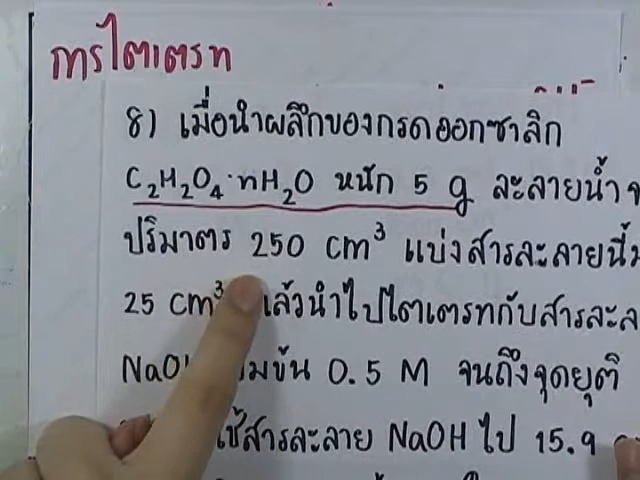 การไตเตรท
8) เมื่อนำผลึกของกรดออกซาลิก
C₂H₂O₄·nH₂O หนัก 5 g ละลายน้ำจ
ปริมาตร 250 cm³ แบ่งสารละลายนี้ม
25 cm³ แล้วนำไปไตเตรทกับสารละล
NaOH ข้มข้น 0.5 M จนถึงจุดยุติ
ใช้สารละลาย NaOH ไป 15.9